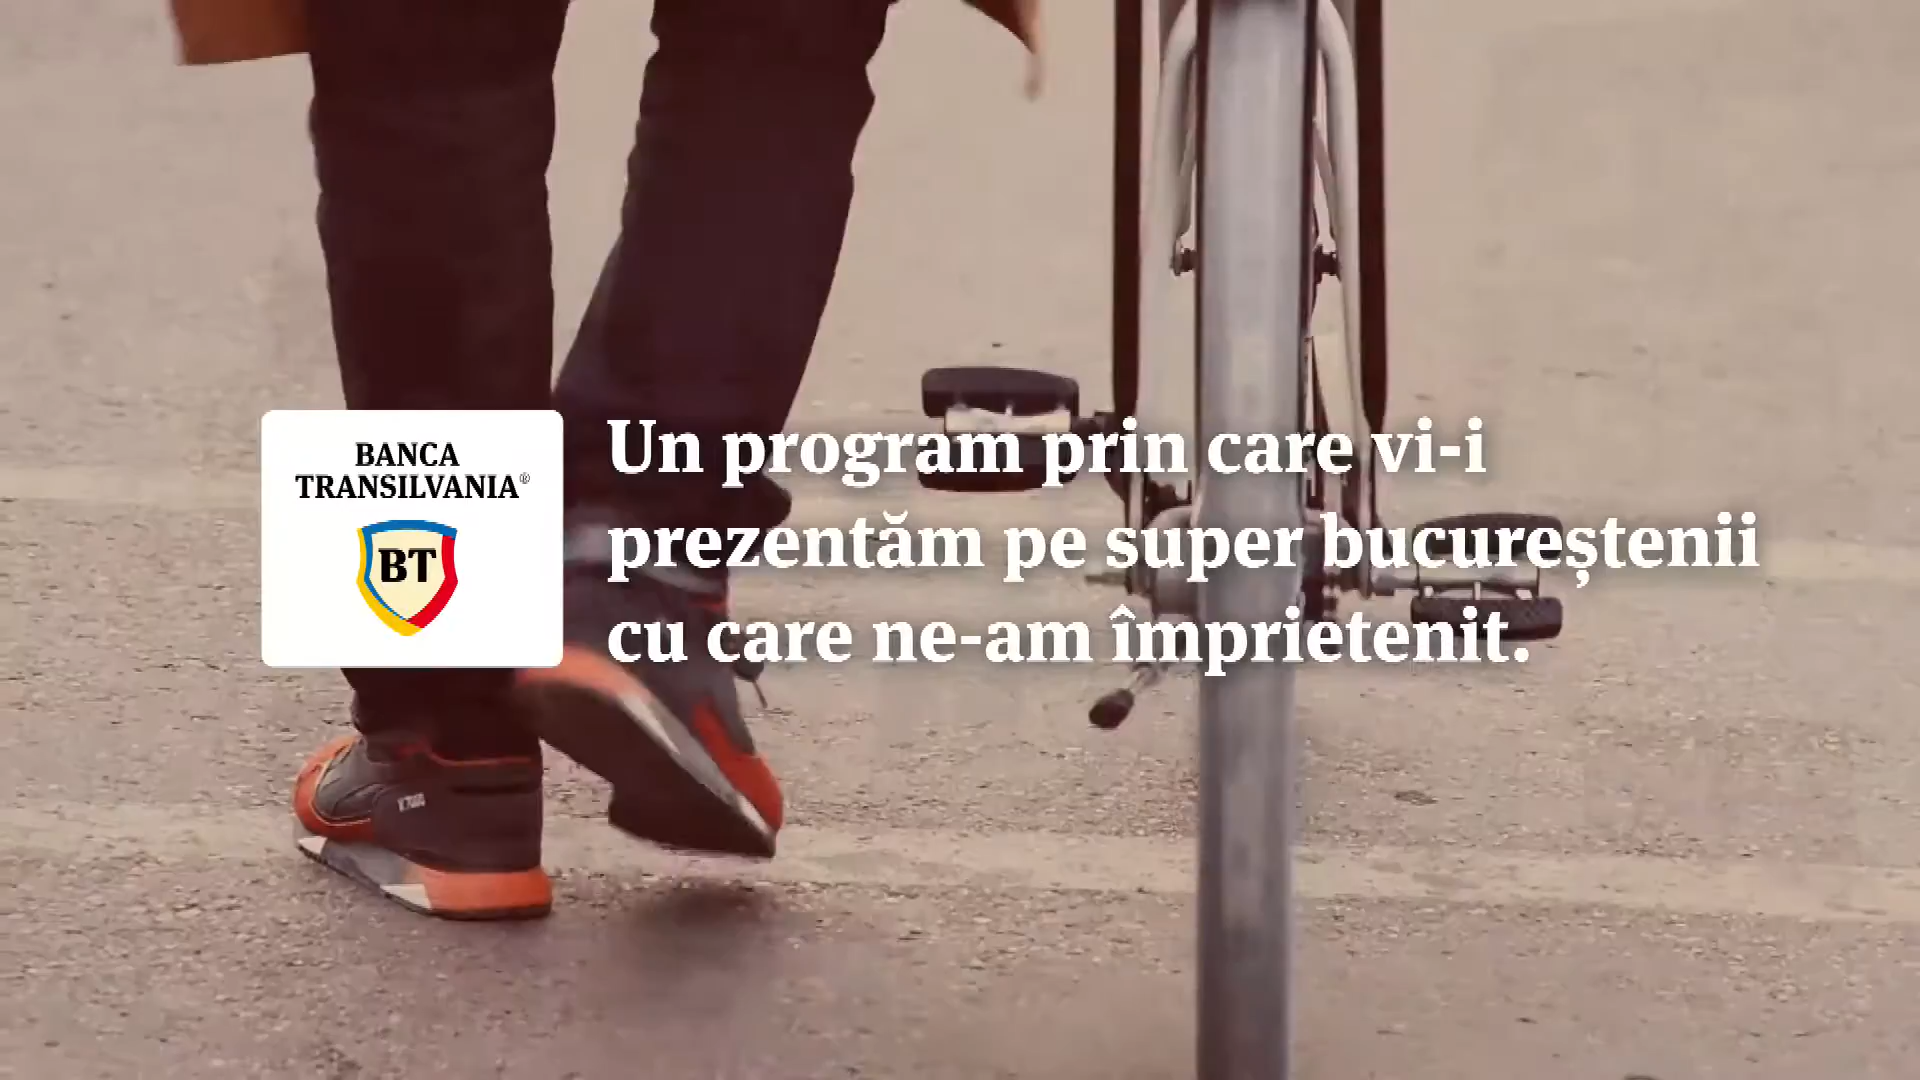 BANCA
TRANSILVANIA®
BT
Un program prin care vi-i
prezentăm pe super bucureștenii
cu care ne-am împrietenit.